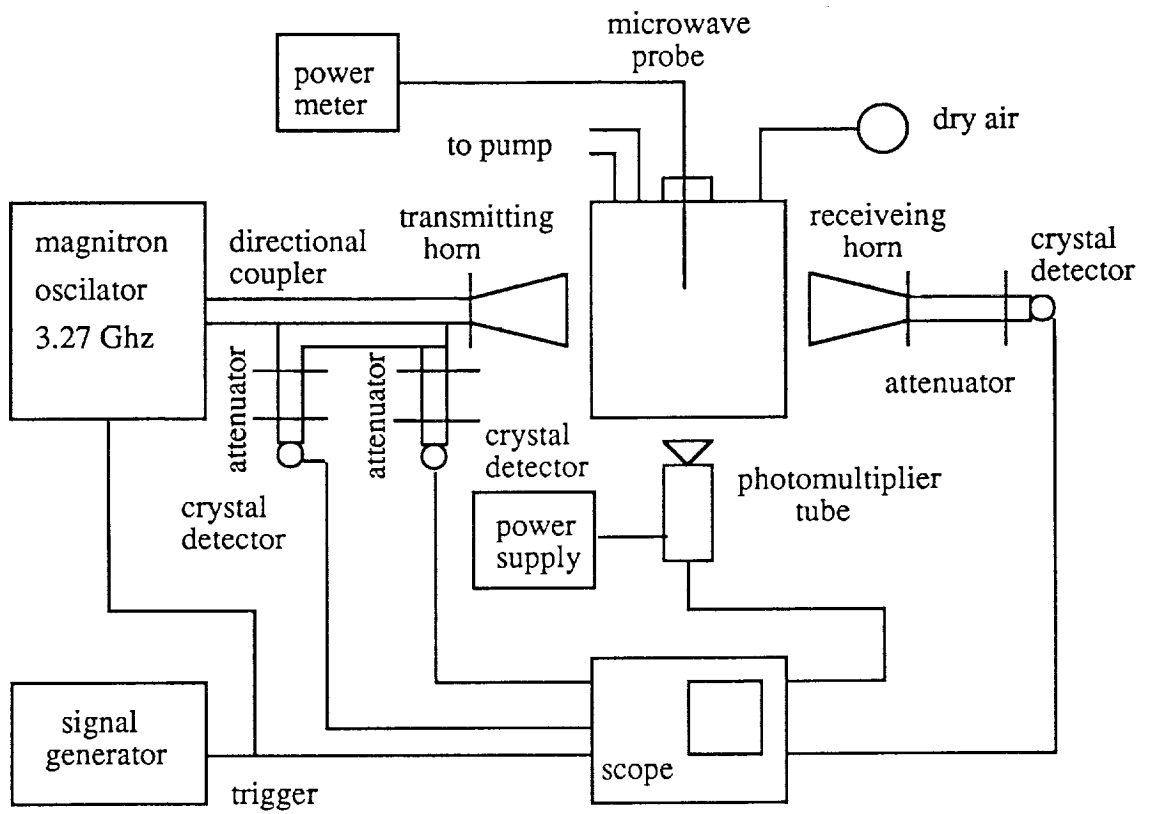 microwave
probe
power
meter
dry air
to pump
transmitting
horn
receiveing
horn
crystal
detector
magnitron
oscilator
3.27 Ghz
directional
coupler
attenuator
attenuator
attenuator
crystal
detector
crystal
detector
photomultiplier
tube
power
supply
signal
generator
trigger
scope